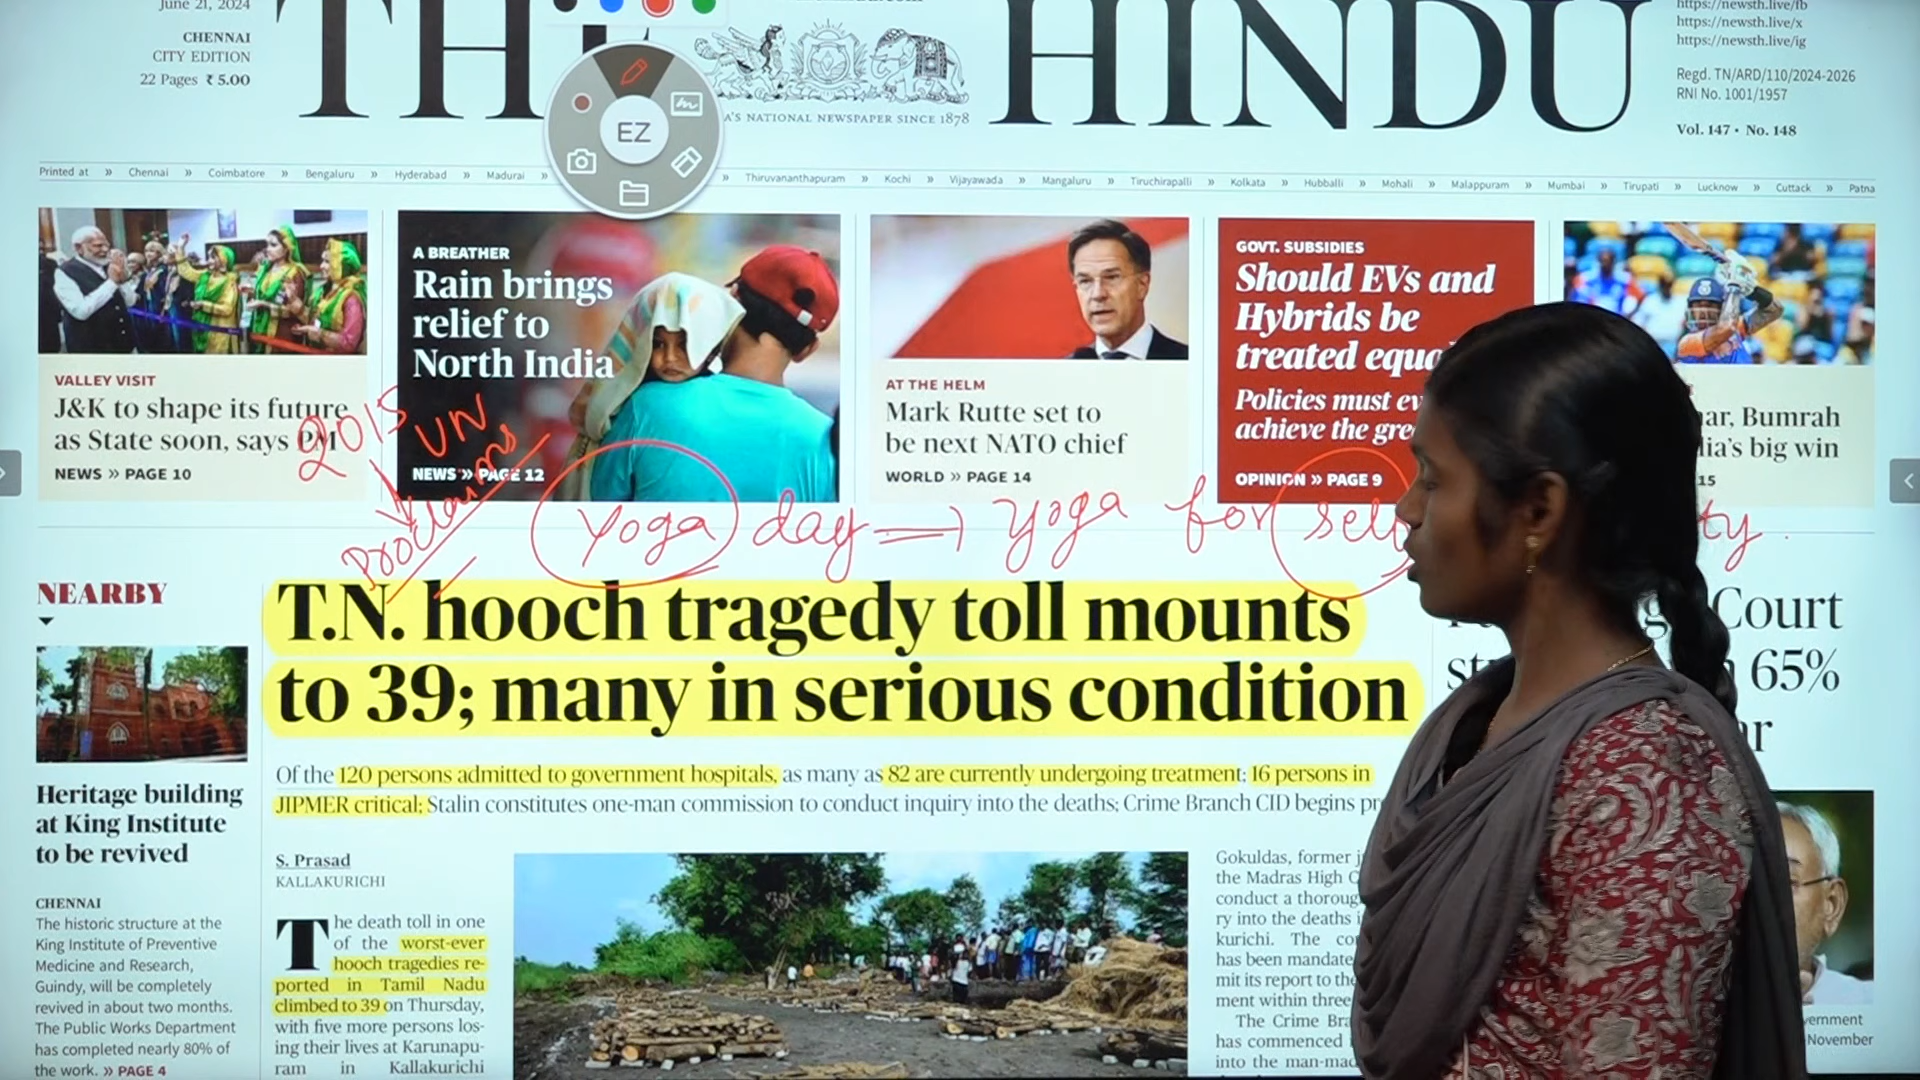 June 21, 2024
CHENNAI
CITY EDITION
22 Pages ₹ 5.00
THE HINDU
EZ
A'S NATIONAL NEWSPAPER SINCE 1878
https://newsth.live/fb
https://newsth.live/x
https://newsth.live/ig
Regd. TN/ARD/110/2024-2026
RNI No. 1001/1957
Vol. 147 • No. 148
Printed at » Chennai » Coimbatore » Bengaluru » Hyderabad » Madurai » » Thiruvananthapuram » Kochi » Vijayawada » Mangaluru » Tiruchirapalli » Kolkata » Hubballi » Mohali » Malappuram » Mumbai » Tirupati » Lucknow » Cuttack » Patna
VALLEY VISIT
J&K to shape its future
as State soon, says PM
NEWS » PAGE 10
A BREATHER
Rain brings
relief to
North India
NEWS » PAGE 12
AT THE HELM
Mark Rutte set to
be next NATO chief
WORLD » PAGE 14
GOVT. SUBSIDIES
Should EVs and
Hybrids be
treated equa
Policies must ev
achieve the gre
OPINION » PAGE 9
ar, Bumrah
ia's big win
15
2015
UN
Proclaims
yoga day => yoga for self
ty.
NEARBY
Heritage building
at King Institute
to be revived
CHENNAI
The historic structure at the
King Institute of Preventive
Medicine and Research,
Guindy, will be completely
revived in about two months.
The Public Works Department
has completed nearly 80% of
the work. » PAGE 4
T.N. hooch tragedy toll mounts
to 39; many in serious condition
Of the 120 persons admitted to government hospitals, as many as 82 are currently undergoing treatment; 16 persons in
JIPMER critical; Stalin constitutes one-man commission to conduct inquiry into the deaths; Crime Branch CID begins pr
S. Prasad
KALLAKURICHI
The death toll in one
of the worst-ever
hooch tragedies re-
ported in Tamil Nadu
climbed to 39 on Thursday,
with five more persons los-
ing their lives at Karunapu-
ram in Kallakurichi
Gokuldas, former j
the Madras High C
conduct a thoroug
ry into the deaths i
kurichi. The co
has been mandate
mit its report to the
ment within three
The Crime Bra
has commenced
into the man-mad
Court
65%
ar
vernment
November